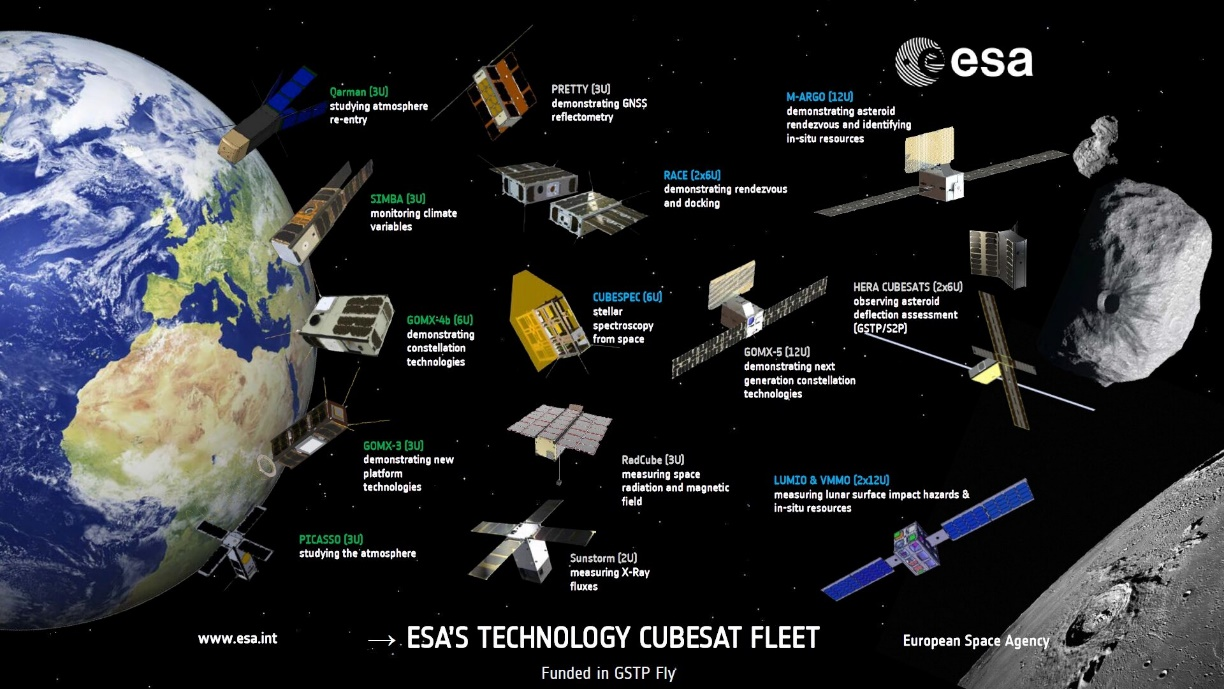 esa
Qarman (3U)
studying atmosphere
re-entry
PRETTY (3U)
demonstrating GNSS
reflectometry
M-ARGO (12U)
demonstrating asteroid
rendezvous and identifying
in-situ resources
SIMBA (3U)
monitoring climate
variables
RACE (2x6U)
demonstrating rendezvous
and docking
GOMX-4b (6U)
demonstrating
constellation
technologies
CUBESPEC (6U)
stellar
spectroscopy
from space
GOMX-5 (12U)
demonstrating next
generation constellation
technologies
HERA CUBESATS (2x6U)
observing asteroid
deflection assessment
(GSTP/S2P)
GOMX-3 (3U)
demonstrating new
platform
technologies
RadCube (3U)
measuring space
radiation and magnetic
field
LUMIO & VMMO (2x12U)
measuring lunar surface impact hazards &
in-situ resources
PICASSO (3U)
studying the atmosphere
Sunstorm (2U)
measuring X-Ray
fluxes
www.esa.int
→ ESA'S TECHNOLOGY CUBESAT FLEET
European Space Agency
Funded in GSTP Fly